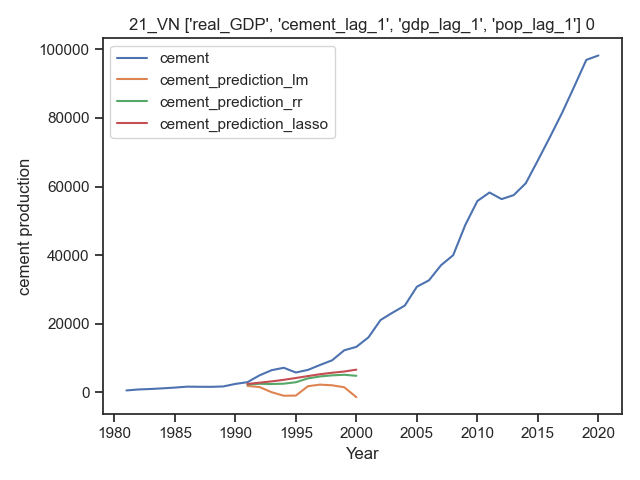 21_VN ['real_GDP', 'cement_lag_1', 'gdp_lag_1', 'pop_lag_1'] 0
cement
cement_prediction_lm
cement_prediction_rr
cement_prediction_lasso
cement production
100000
80000
60000
40000
20000
0
1980 1985 1990 1995 2000 2005 2010 2015 2020
Year